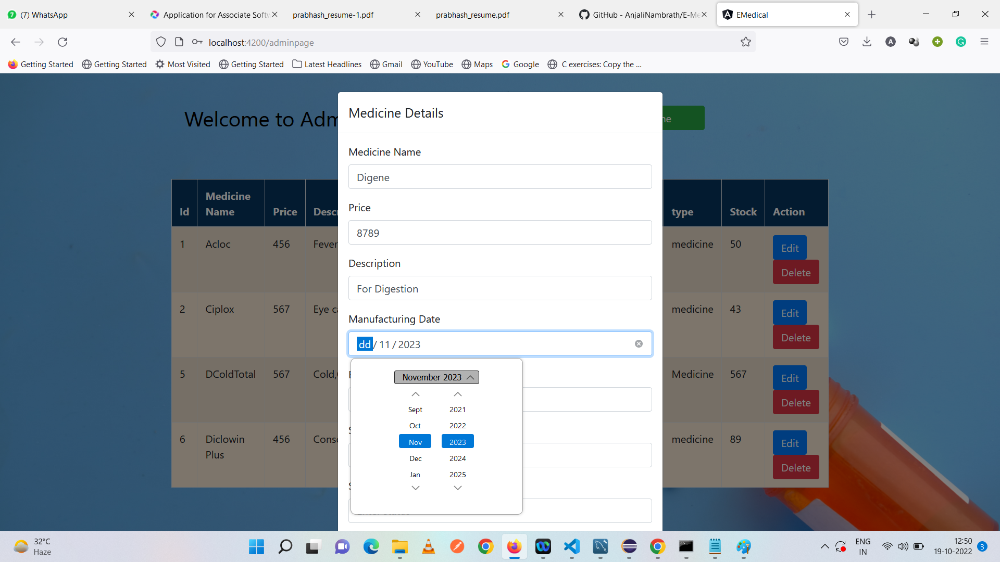 (7) WhatsApp
Application for Associate Softw
prabhash_resume-1.pdf
prabhash_resume.pdf
GitHub - AnjaliNambrath/E-Me
EMedical
localhost:4200/adminpage
Getting Started
Getting Started
Most Visited
Getting Started
Latest Headlines
Gmail
YouTube
Maps
Google
C exercises: Copy the ...
Welcome to Adm
ne
Medicine Details
Medicine Name
Digene
Price
8789
Description
For Digestion
Manufacturing Date
dd / 11 / 2023
November 2023
Sept 2021
Oct 2022
Nov 2023
Dec 2024
Jan 2025
Id Medicine Name Price Descr type Stock Action
1 Acloc 456 Fever medicine 50 Edit
Delete
2 Ciplox 567 Eye ca medicine 43 Edit
Delete
5 DColdTotal 567 Cold, Medicine 567 Edit
Delete
6 Diclowin Plus 456 Cons medicine 89 Edit
Delete
32°C
Haze
ENG
IN
12:50
19-10-2022
3